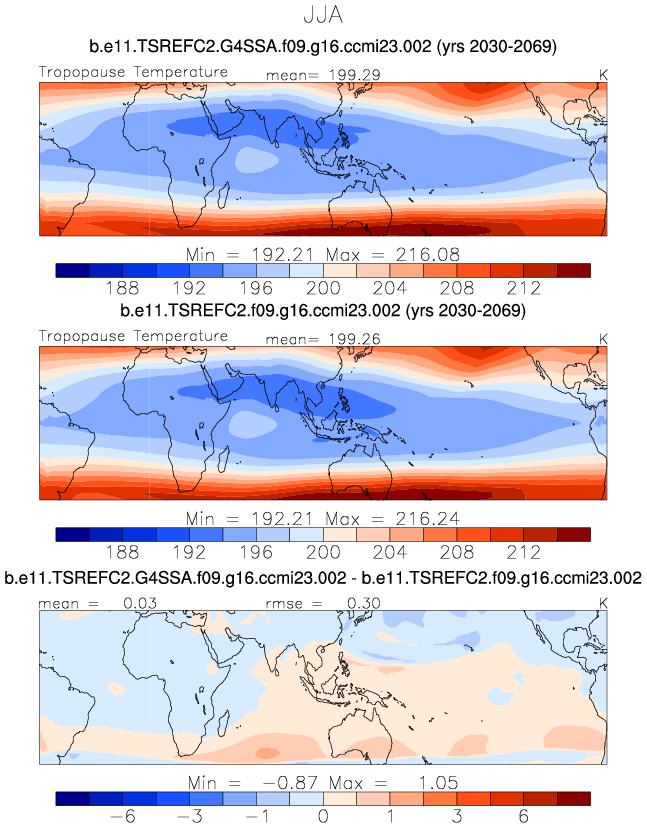 JJA
b.e11.TSREFC2.G4SSA.f09.g16.ccmi23.002 (yrs 2030-2069)
Tropopause Temperature mean= 199.29 K
Min = 192.21 Max = 216.08
188 192 196 200 204 208 212
b.e11.TSREFC2.f09.g16.ccmi23.002 (yrs 2030-2069)
Tropopause Temperature mean= 199.26 K
Min = 192.21 Max = 216.24
188 192 196 200 204 208 212
b.e11.TSREFC2.G4SSA.f09.g16.ccmi23.002 - b.e11.TSREFC2.f09.g16.ccmi23.002
mean = 0.03 rmse = 0.30 K
Min = -0.87 Max = 1.05
-6 -3 -1 0 1 3 6